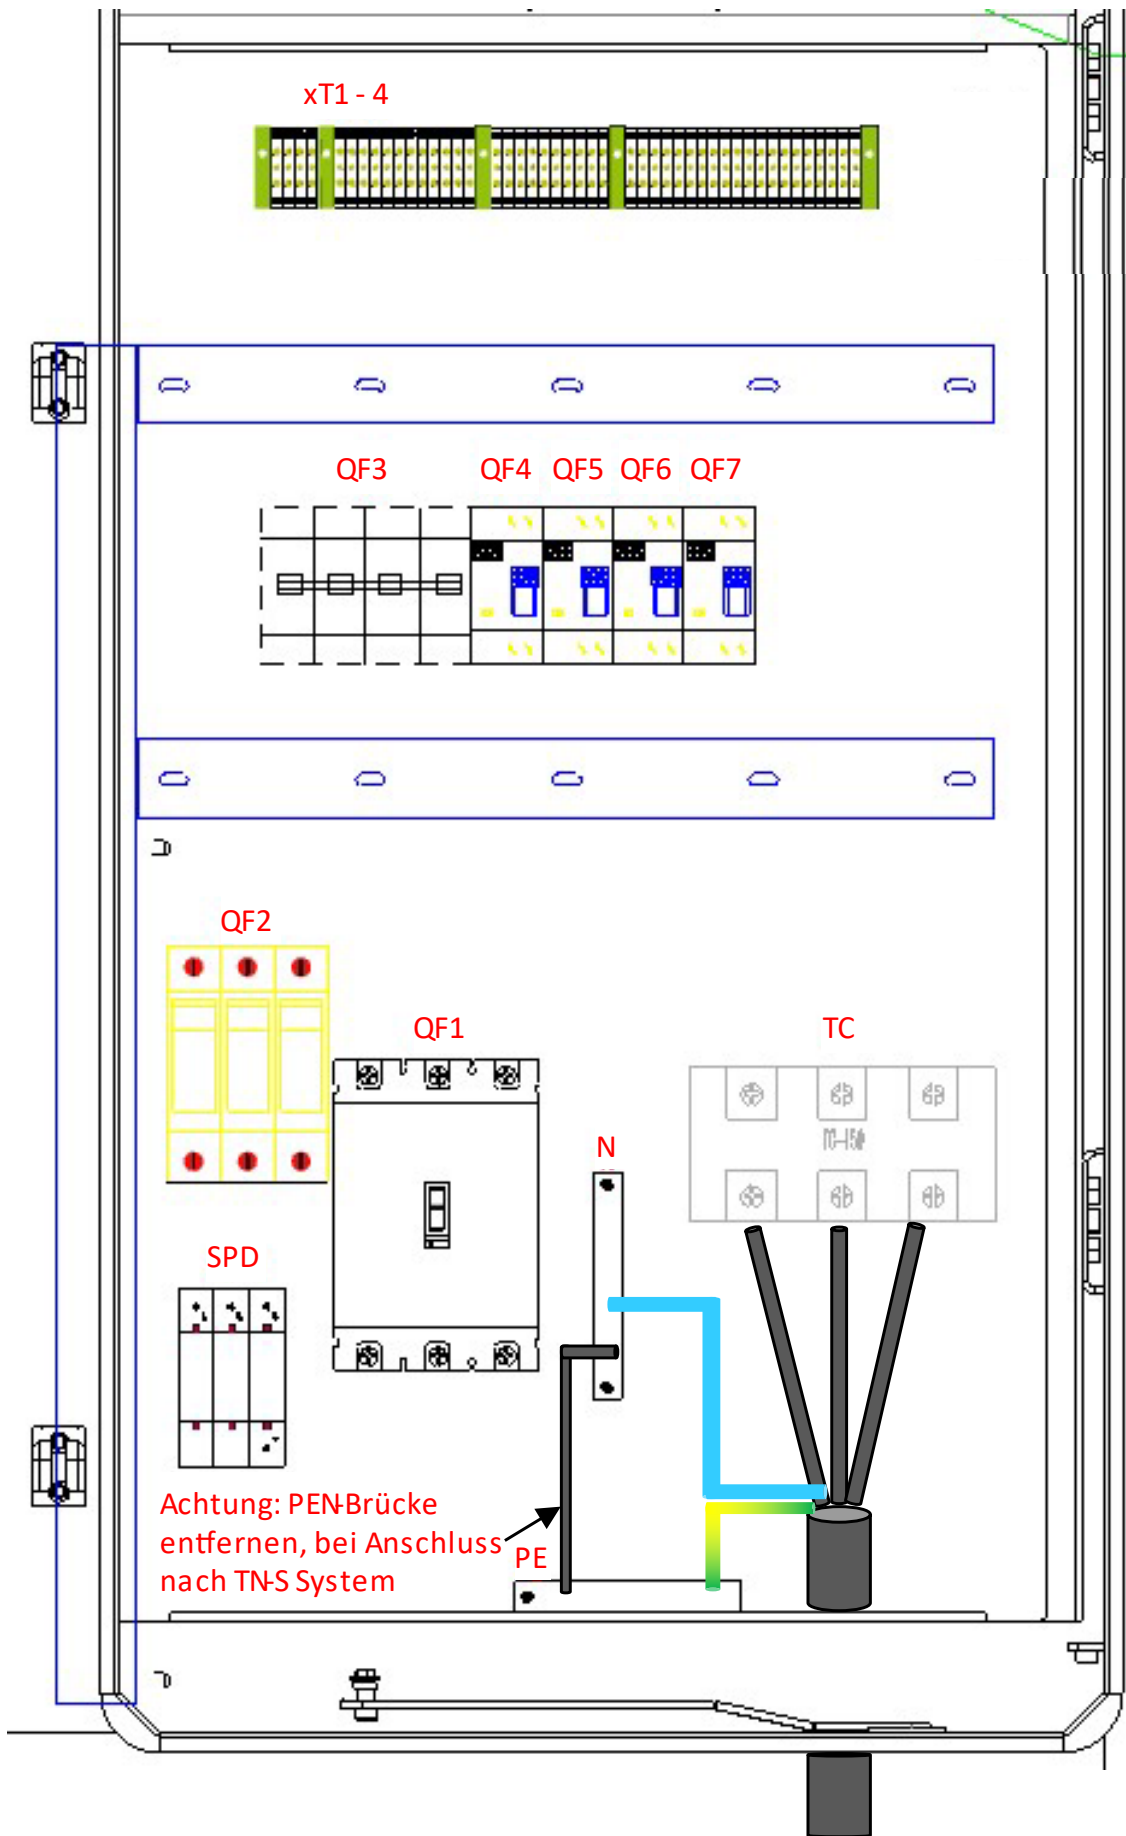 xT1 - 4
QF3 QF4 QF5 QF6 QF7
QF2
QF1
TC
N
SPD
Achtung: PEN-Brücke
entfernen, bei Anschluss
nach TN-S System
PE